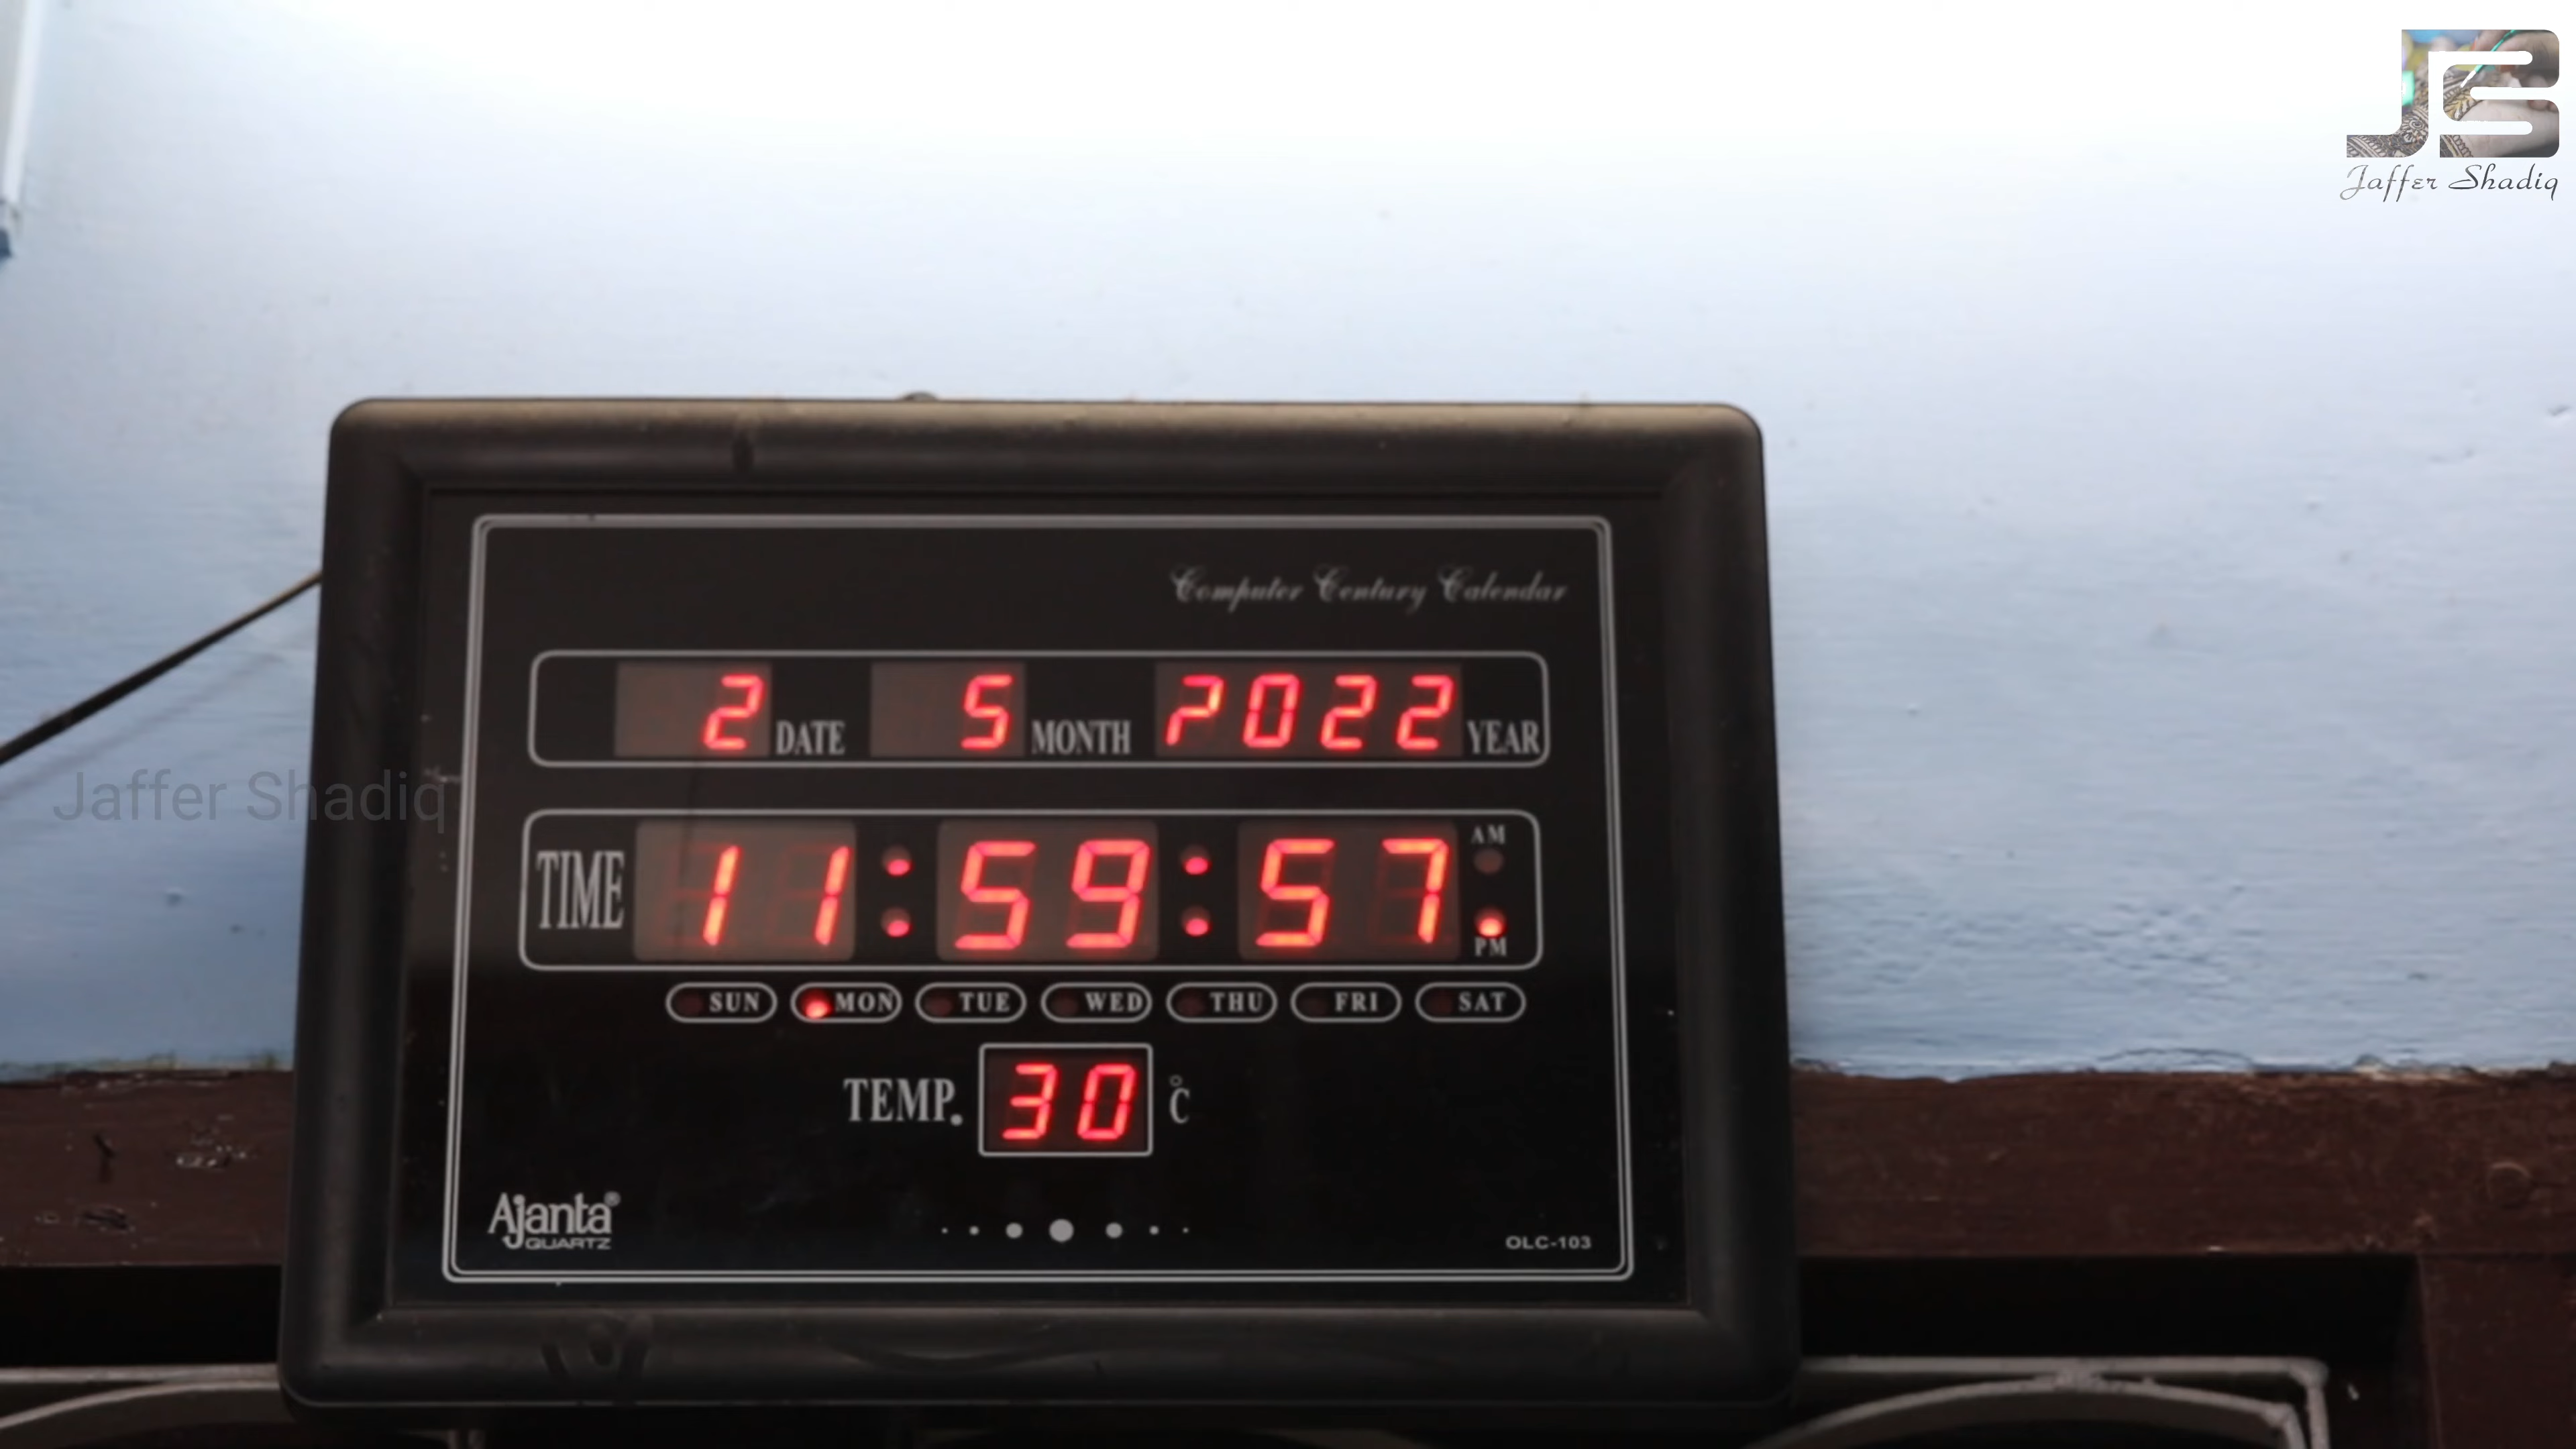 JS
Jaffer Shadiq
Computer Century Calendar
2 DATE 5 MONTH 2022 YEAR
Jaffer Shadiq
AM
TIME 11:59:57
PM
SUN MON TUE WED THU FRI SAT
TEMP. 30 °C
Ajanta®
QUARTZ
OLC-103